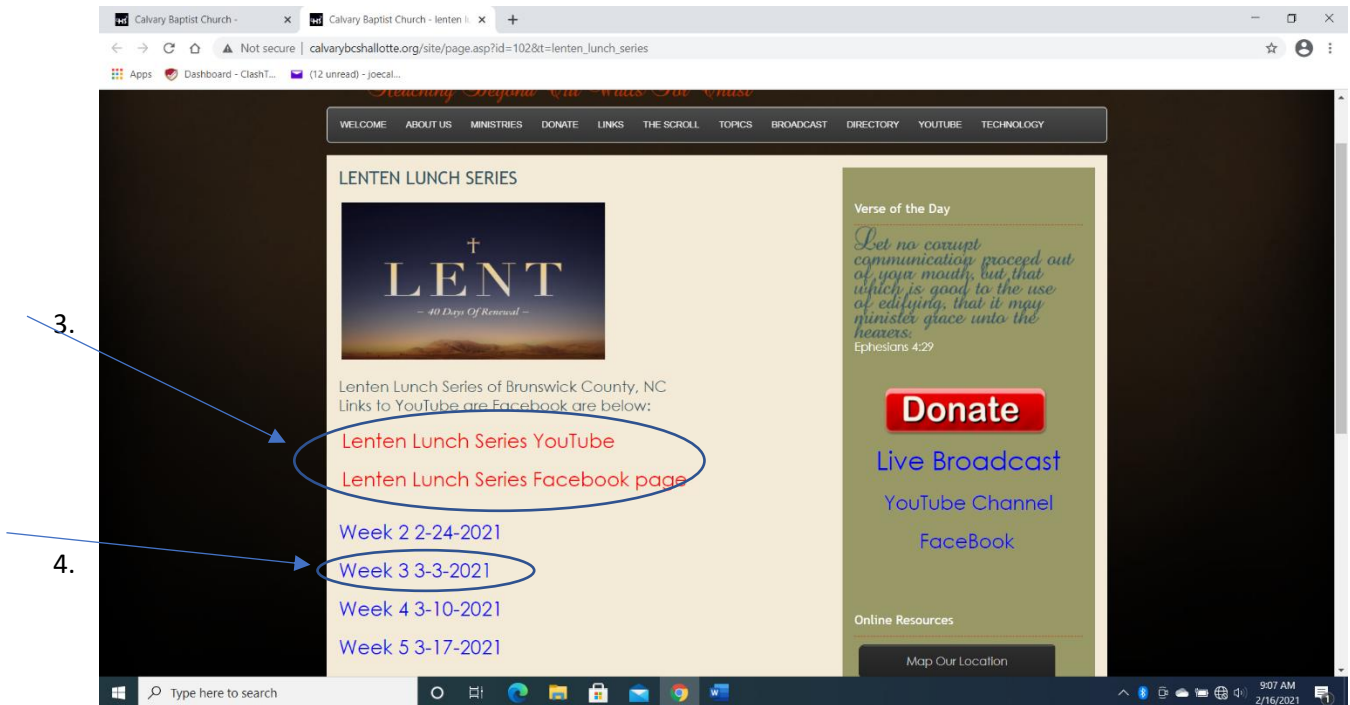 Calvary Baptist Church -
Calvary Baptist Church - lenten l
Not secure | calvarybcshallotte.org/site/page.asp?id=102&t=lenten_lunch_series
Apps Dashboard - ClashT... (12 unread) - joecal...
Reaching Beyond Our Walls For Christ
WELCOME ABOUT US MINISTRIES DONATE LINKS THE SCROLL TOPICS BROADCAST DIRECTORY YOUTUBE TECHNOLOGY
LENTEN LUNCH SERIES
LENT
– 40 Days Of Renewal –
3.
Lenten Lunch Series of Brunswick County, NC
Links to YouTube are Facebook are below:
Lenten Lunch Series YouTube
Lenten Lunch Series Facebook page
Week 2 2-24-2021
4.
Week 3 3-3-2021
Week 4 3-10-2021
Week 5 3-17-2021
Verse of the Day
Let no corrupt
communication proceed out
of your mouth, but that
which is good to the use
of edifying, that it may
minister grace unto the
hearers.
Ephesians 4:29
Donate
Live Broadcast
YouTube Channel
FaceBook
Online Resources
Map Our Location
Type here to search
9:07 AM
2/16/2021
1